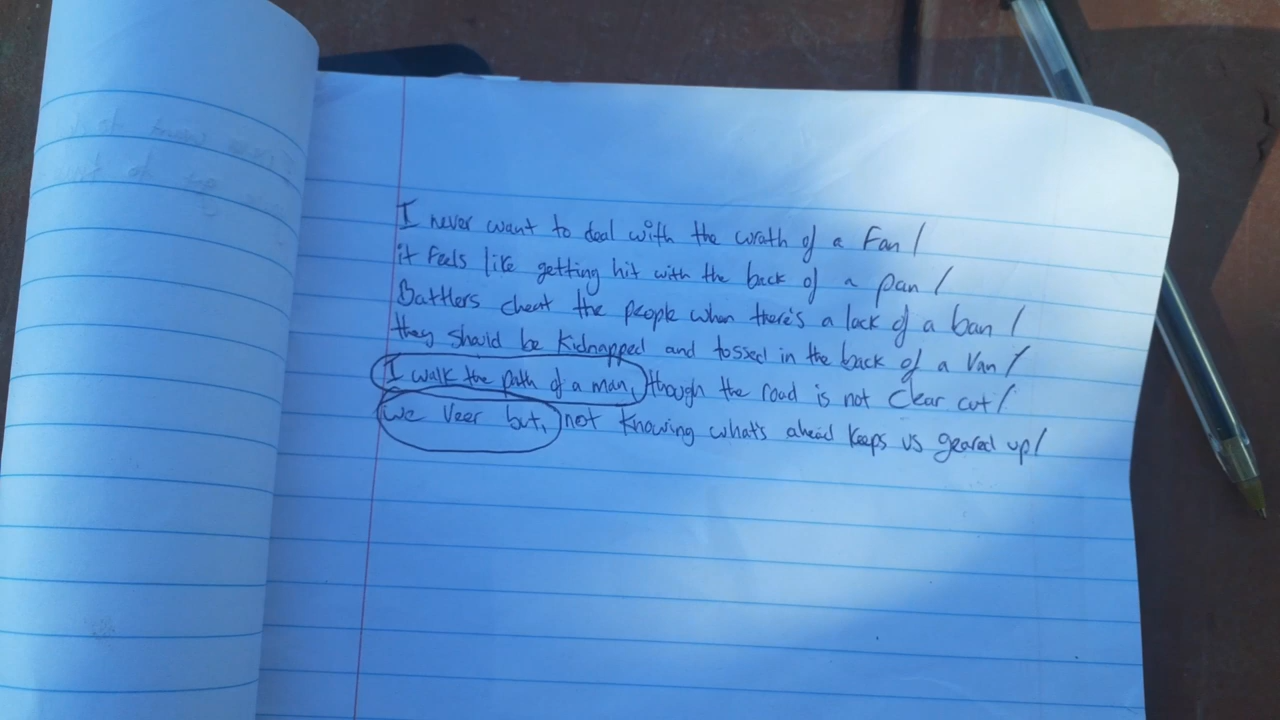 I never want to deal with the wrath of a Fan /
it Feels like getting hit with the back of a pan /
Battlers cheat the people when there's a lack of a ban /
they should be kidnapped and tossed in the back of a Van /
I walk the path of a man, though the road is not Clear cut /
we Veer but, not knowing what's ahead keeps us geared up /